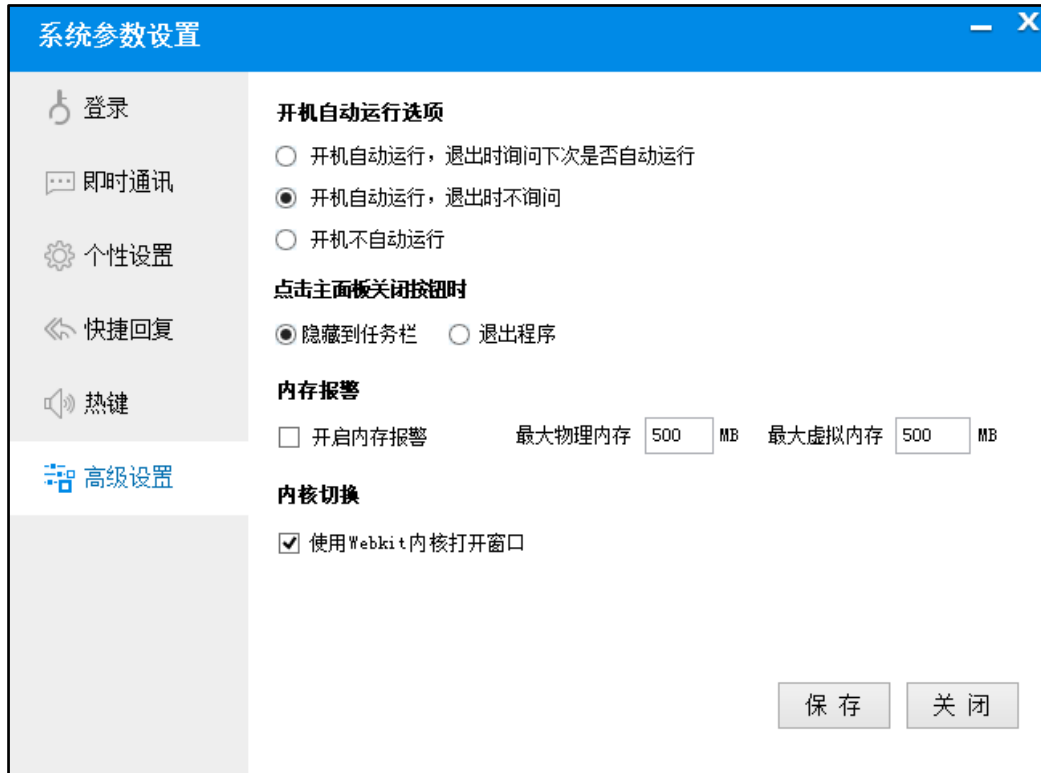 系统参数设置
登录
即时通讯
个性设置
快捷回复
热键
高级设置
开机自动运行选项
开机自动运行，退出时询问下次是否自动运行
开机自动运行，退出时不询问
开机不自动运行
点击主面板关闭按钮时
隐藏到任务栏 退出程序
内存报警
开启内存报警 最大物理内存 500 MB 最大虚拟内存 500 MB
内核切换
使用Webkit内核打开窗口
保存 关闭